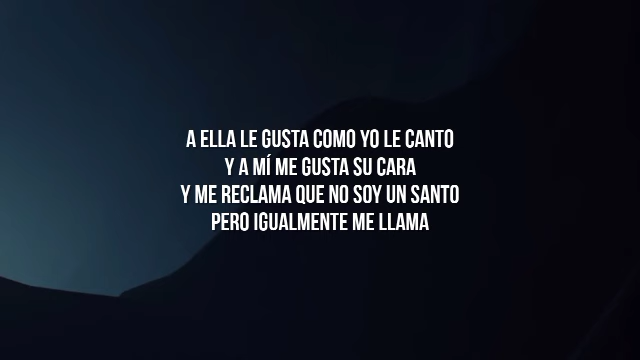 A ELLA LE GUSTA COMO YO LE CANTO
Y A MÍ ME GUSTA SU CARA
Y ME RECLAMA QUE NO SOY UN SANTO
PERO IGUALMENTE ME LLAMA